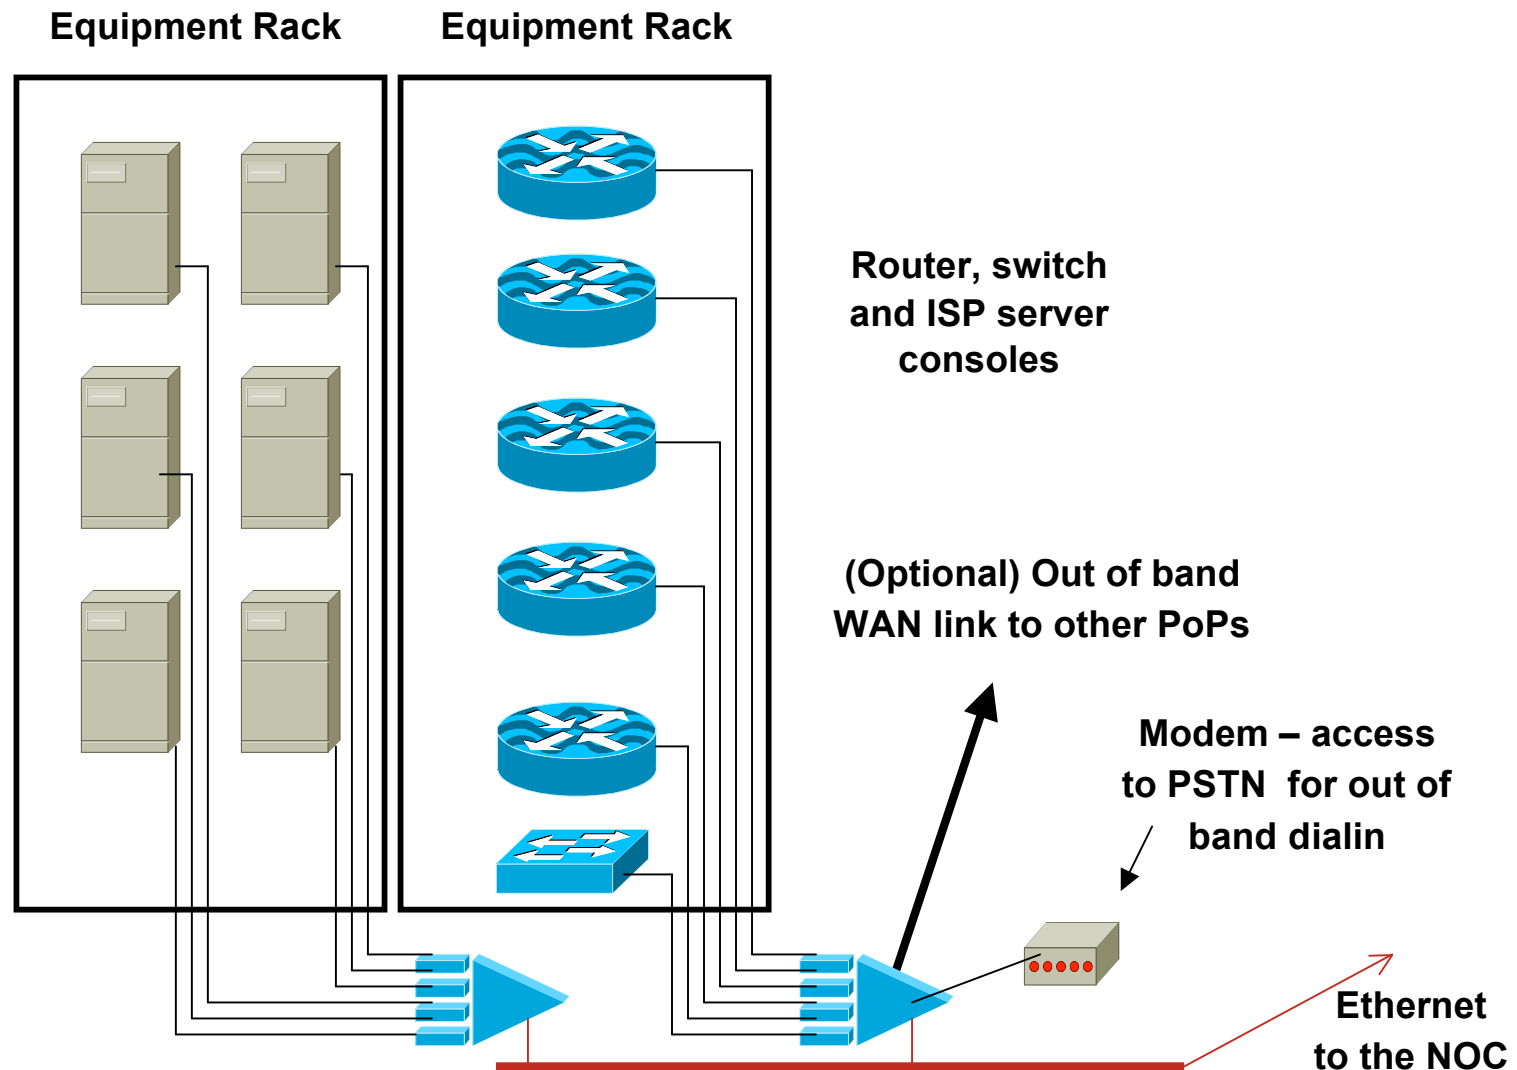 Equipment Rack
Equipment Rack
Router, switch
and ISP server
consoles
(Optional) Out of band
WAN link to other PoPs
Modem – access
to PSTN for out of
band dialin
Ethernet
to the NOC